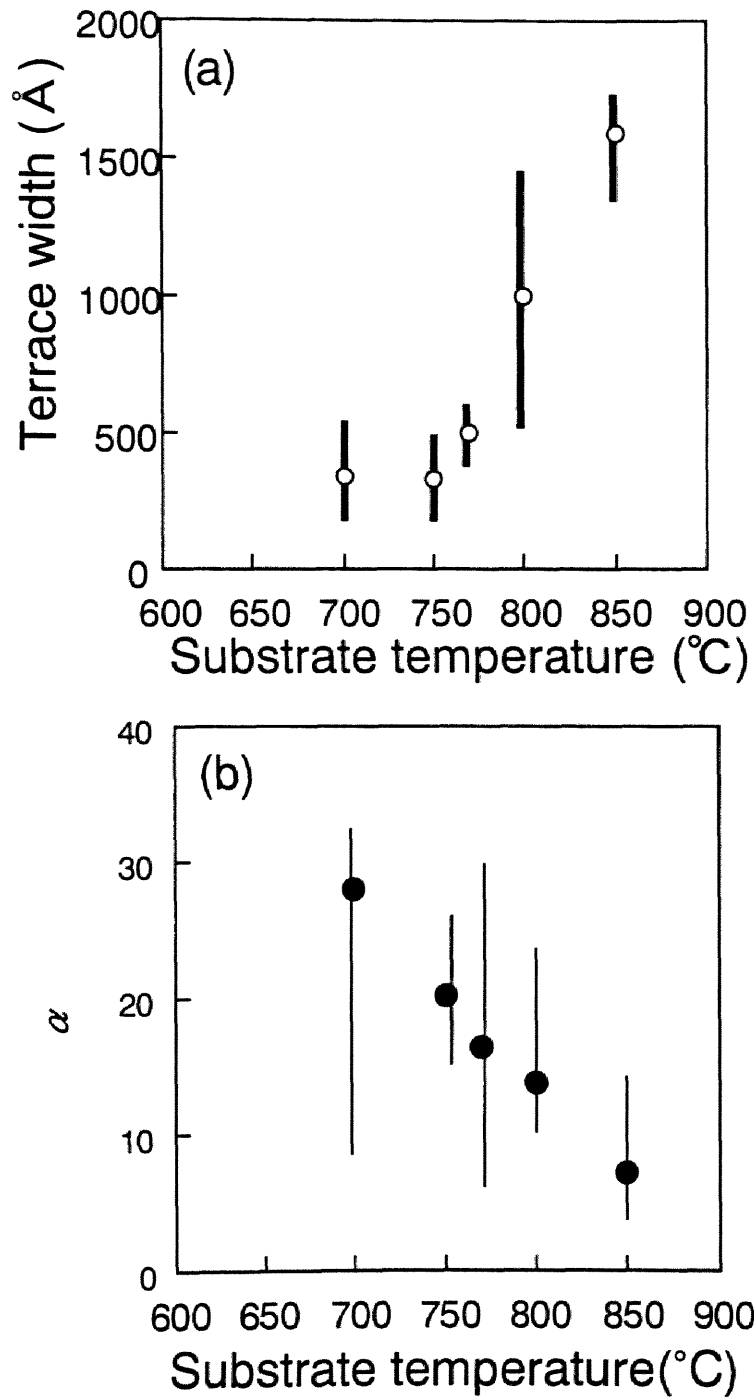 2000
(a)
1500
1000
500
0
Terrace width (Å)
600 650 700 750 800 850 900
Substrate temperature (°C)
40
(b)
30
20
10
0
α
600 650 700 750 800 850 900
Substrate temperature(°C)